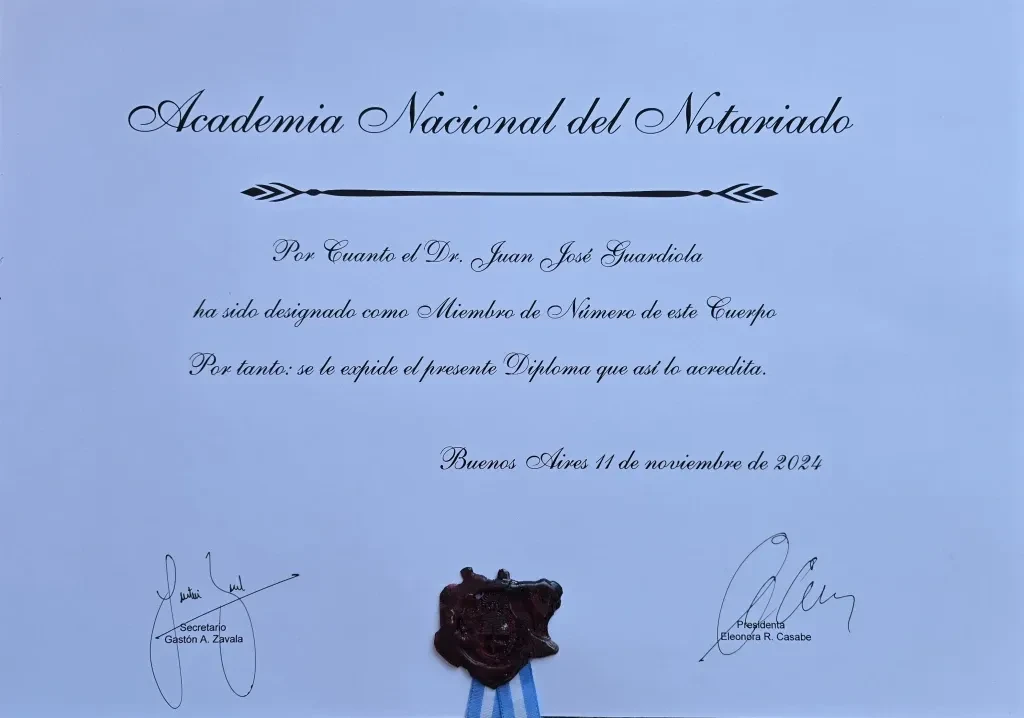 Academia Nacional del Notariado
Por Cuanto el Dr. Juan José Guardiola
ha sido designado como Miembro de Número de este Cuerpo
Por tanto: se le expide el presente Diploma que así lo acredita.
Buenos Aires 11 de noviembre de 2024
Secretario
Gastón A. Zavala
Presidenta
Eleonora R. Casabe